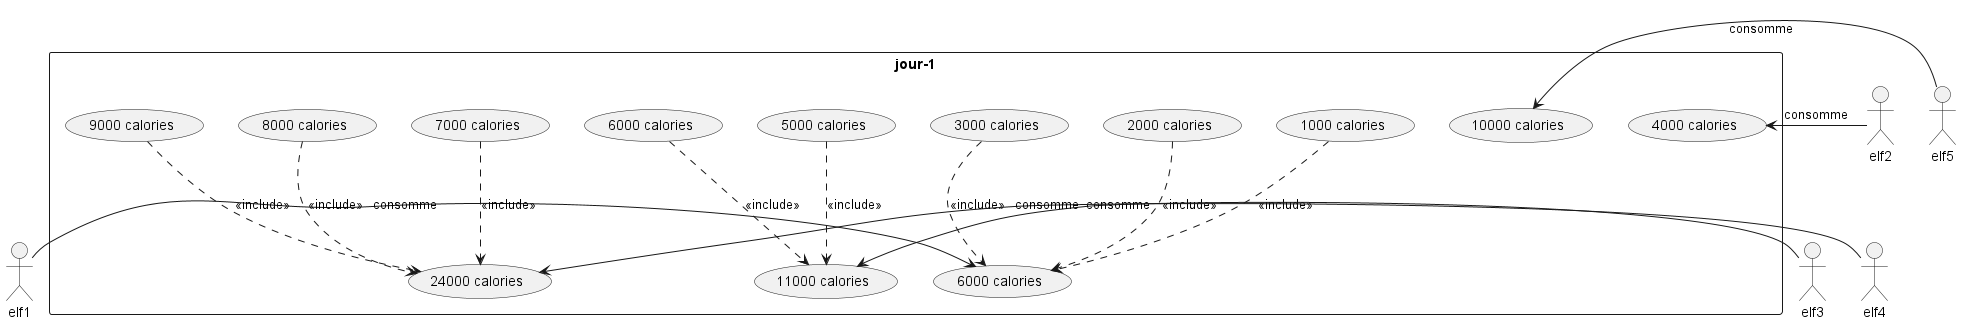 consomme
jour-1
9000 calories
8000 calories
7000 calories
6000 calories
5000 calories
3000 calories
2000 calories
1000 calories
10000 calories
4000 calories
consomme
elf2
elf5
«include»
«include»
consomme
«include»
«include»
«include»
«include»
consomme
consomme
«include»
«include»
24000 calories
11000 calories
6000 calories
elf1
elf3
elf4